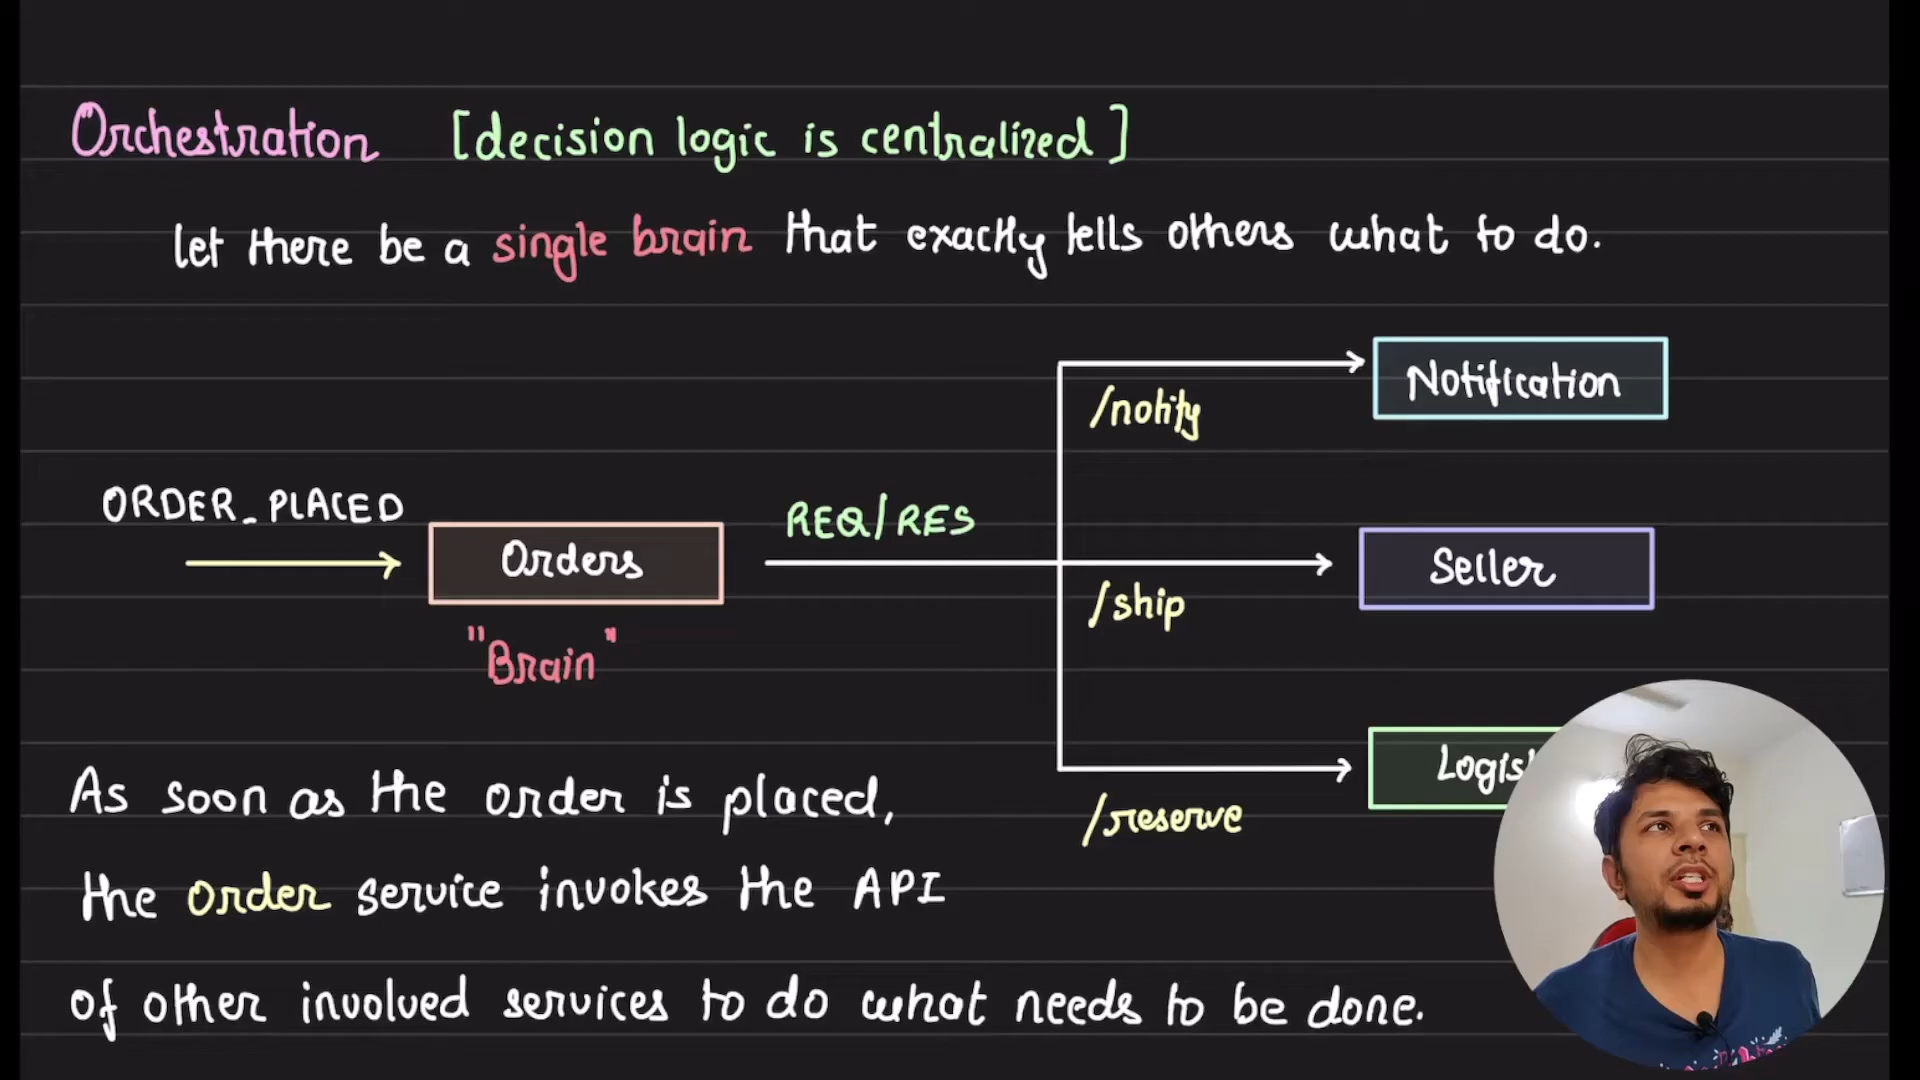 Orchestration [decision logic is centralized]
let there be a single brain that exactly tells others what to do.
/notify
Notification
ORDER_PLACED
Orders
REQ/RES
/ship
Seller
"Brain"
Logis
/reserve
As soon as the order is placed,
the order service invokes the API
of other involved services to do what needs to be done.